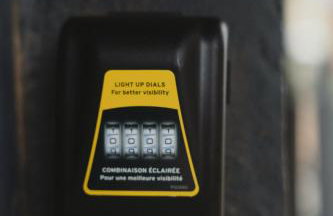 LIGHT UP DIALS
For better visibility
COMBINAISON ÉCLAIRÉE
Pour une meilleure visibilité